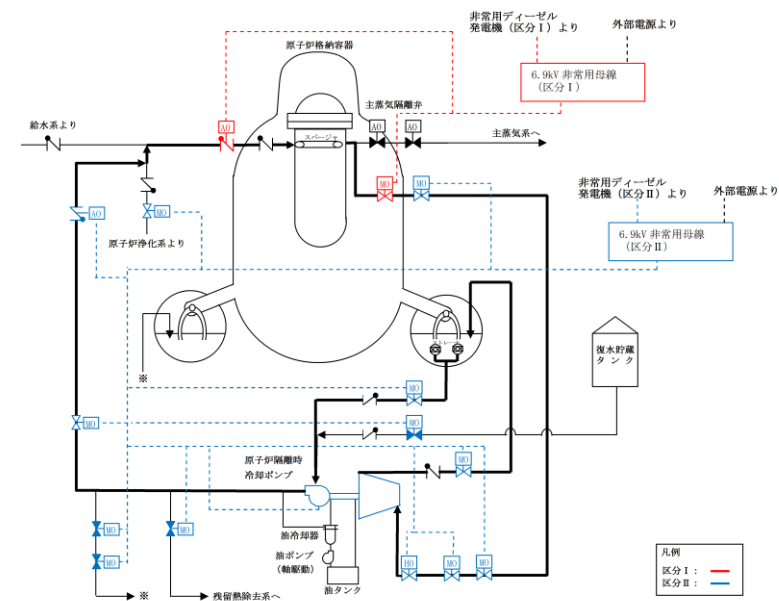 非常用ディーゼル
発電機（区分Ⅰ）より
外部電源より
原子炉格納容器
6.9kV 非常用母線
（区分Ⅰ）
主蒸気隔離弁
給水系より
AO
スパージャ
AO
AO
主蒸気系へ
MO
MO
非常用ディーゼル
発電機（区分Ⅱ）より
外部電源より
AO
MO
原子炉浄化系より
6.9kV 非常用母線
（区分Ⅱ）
ストレーナ
復水貯蔵
タンク
※
MO
MO
MO
原子炉隔離時
冷却ポンプ
MO
MO
MO
MO
油冷却器
油ポンプ
（軸駆動）
油タンク
HO
MO
MO
※
残留熱除去系へ
凡例
区分Ⅰ：
区分Ⅱ：